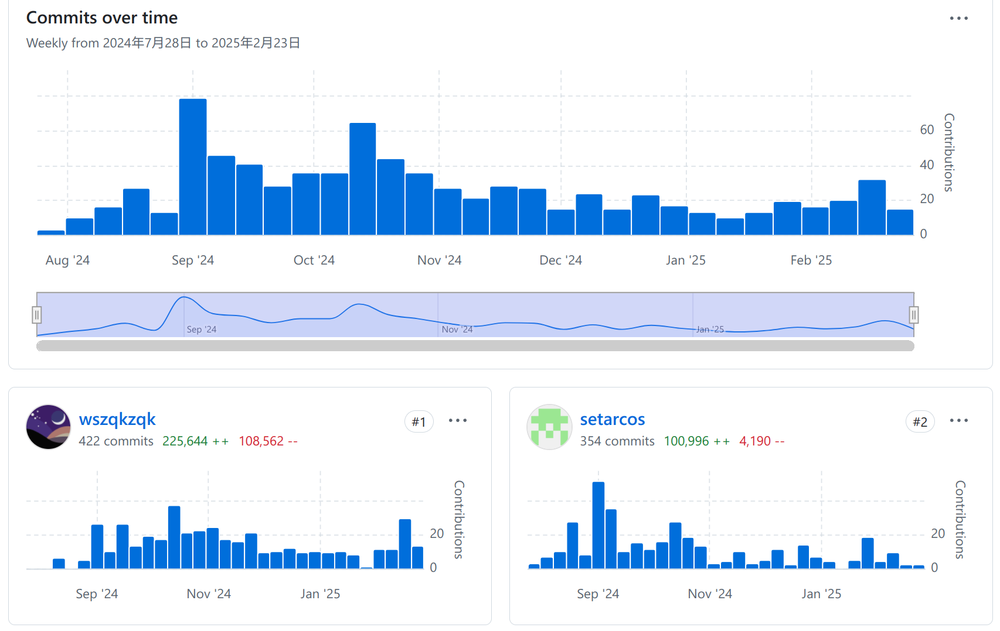 Commits over time
Weekly from 2024年7月28日 to 2025年2月23日
60
40
20
0
Contributions
Aug '24 Sep '24 Oct '24 Nov '24 Dec '24 Jan '25 Feb '25
Sep '24 Nov '24 Jan '25
wszqkzqk #1
422 commits 225,644 ++ 108,562 --
20
0
Contributions
Sep '24 Nov '24 Jan '25
setarcos #2
354 commits 100,996 ++ 4,190 --
20
0
Contributions
Sep '24 Nov '24 Jan '25